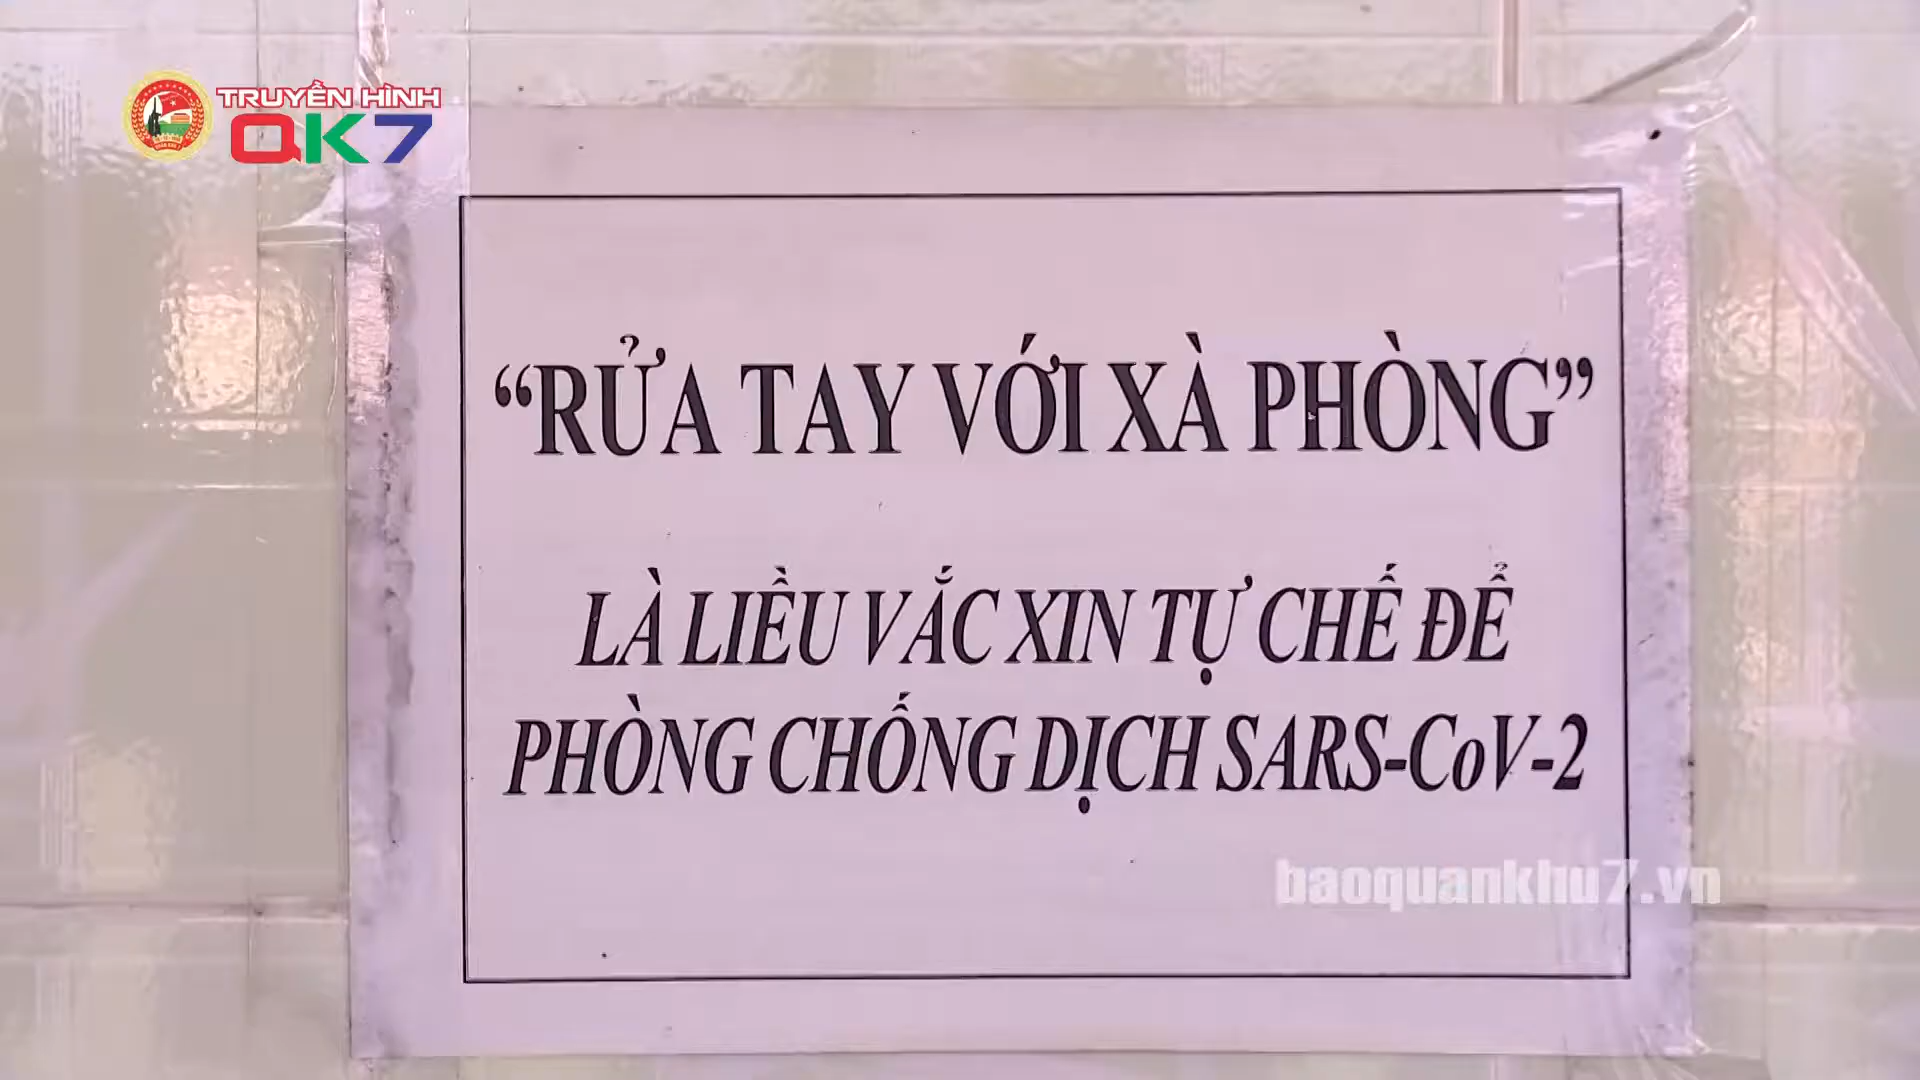 TRUYỀN HÌNH
QK7
“RỬA TAY VỚI XÀ PHÒNG”
LÀ LIỀU VẮC XIN TỰ CHẾ ĐỂ
PHÒNG CHỐNG DỊCH SARS-CoV-2
baoquankhu7.vn